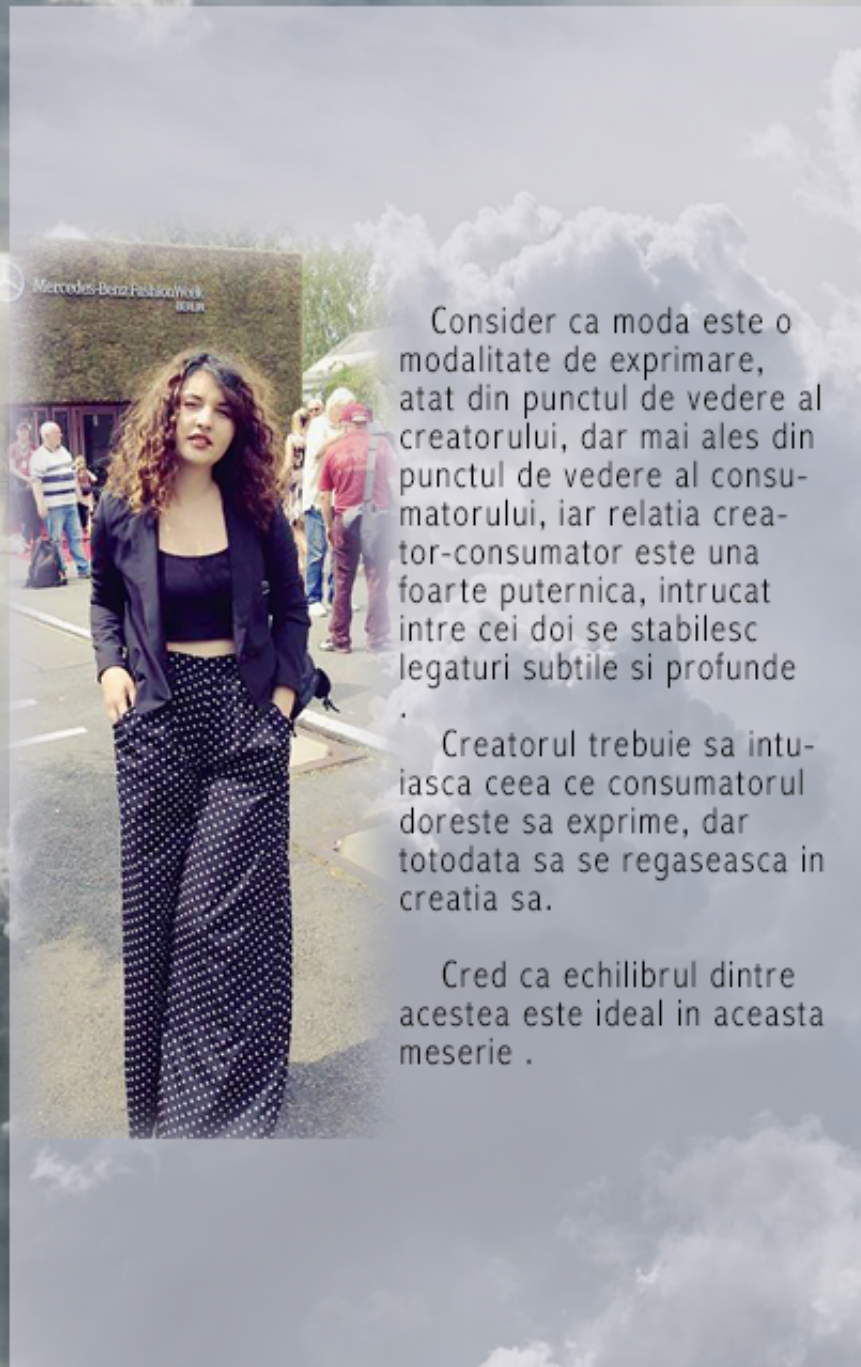 Mercedes-Benz Fashion Week
BERLIN
Consider ca moda este o
modalitate de exprimare,
atat din punctul de vedere al
creatorului, dar mai ales din
punctul de vedere al consu-
matorului, iar relatia crea-
tor-consumator este una
foarte puternica, intrucat
intre cei doi se stabilesc
legaturi subtile si profunde
.
Creatorul trebuie sa intu-
iasca ceea ce consumatorul
doreste sa exprime, dar
totodata sa se regaseasca in
creatia sa.
Cred ca echilibrul dintre
acestea este ideal in aceasta
meserie .